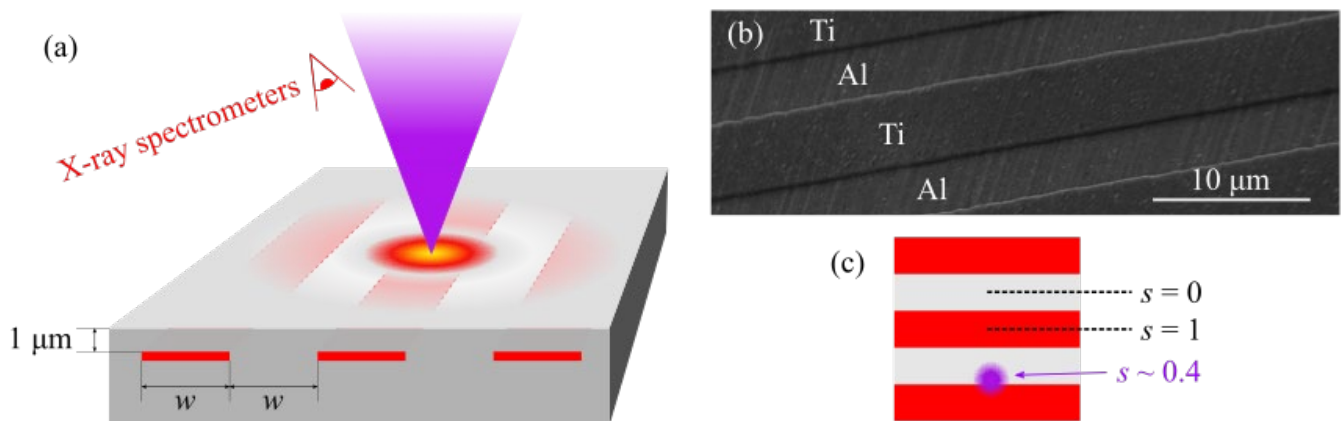 (a)
X-ray spectrometers
1 μm
w
w
(b)
Ti
Al
Ti
Al
10 μm
(c)
s = 0
s = 1
s ~ 0.4